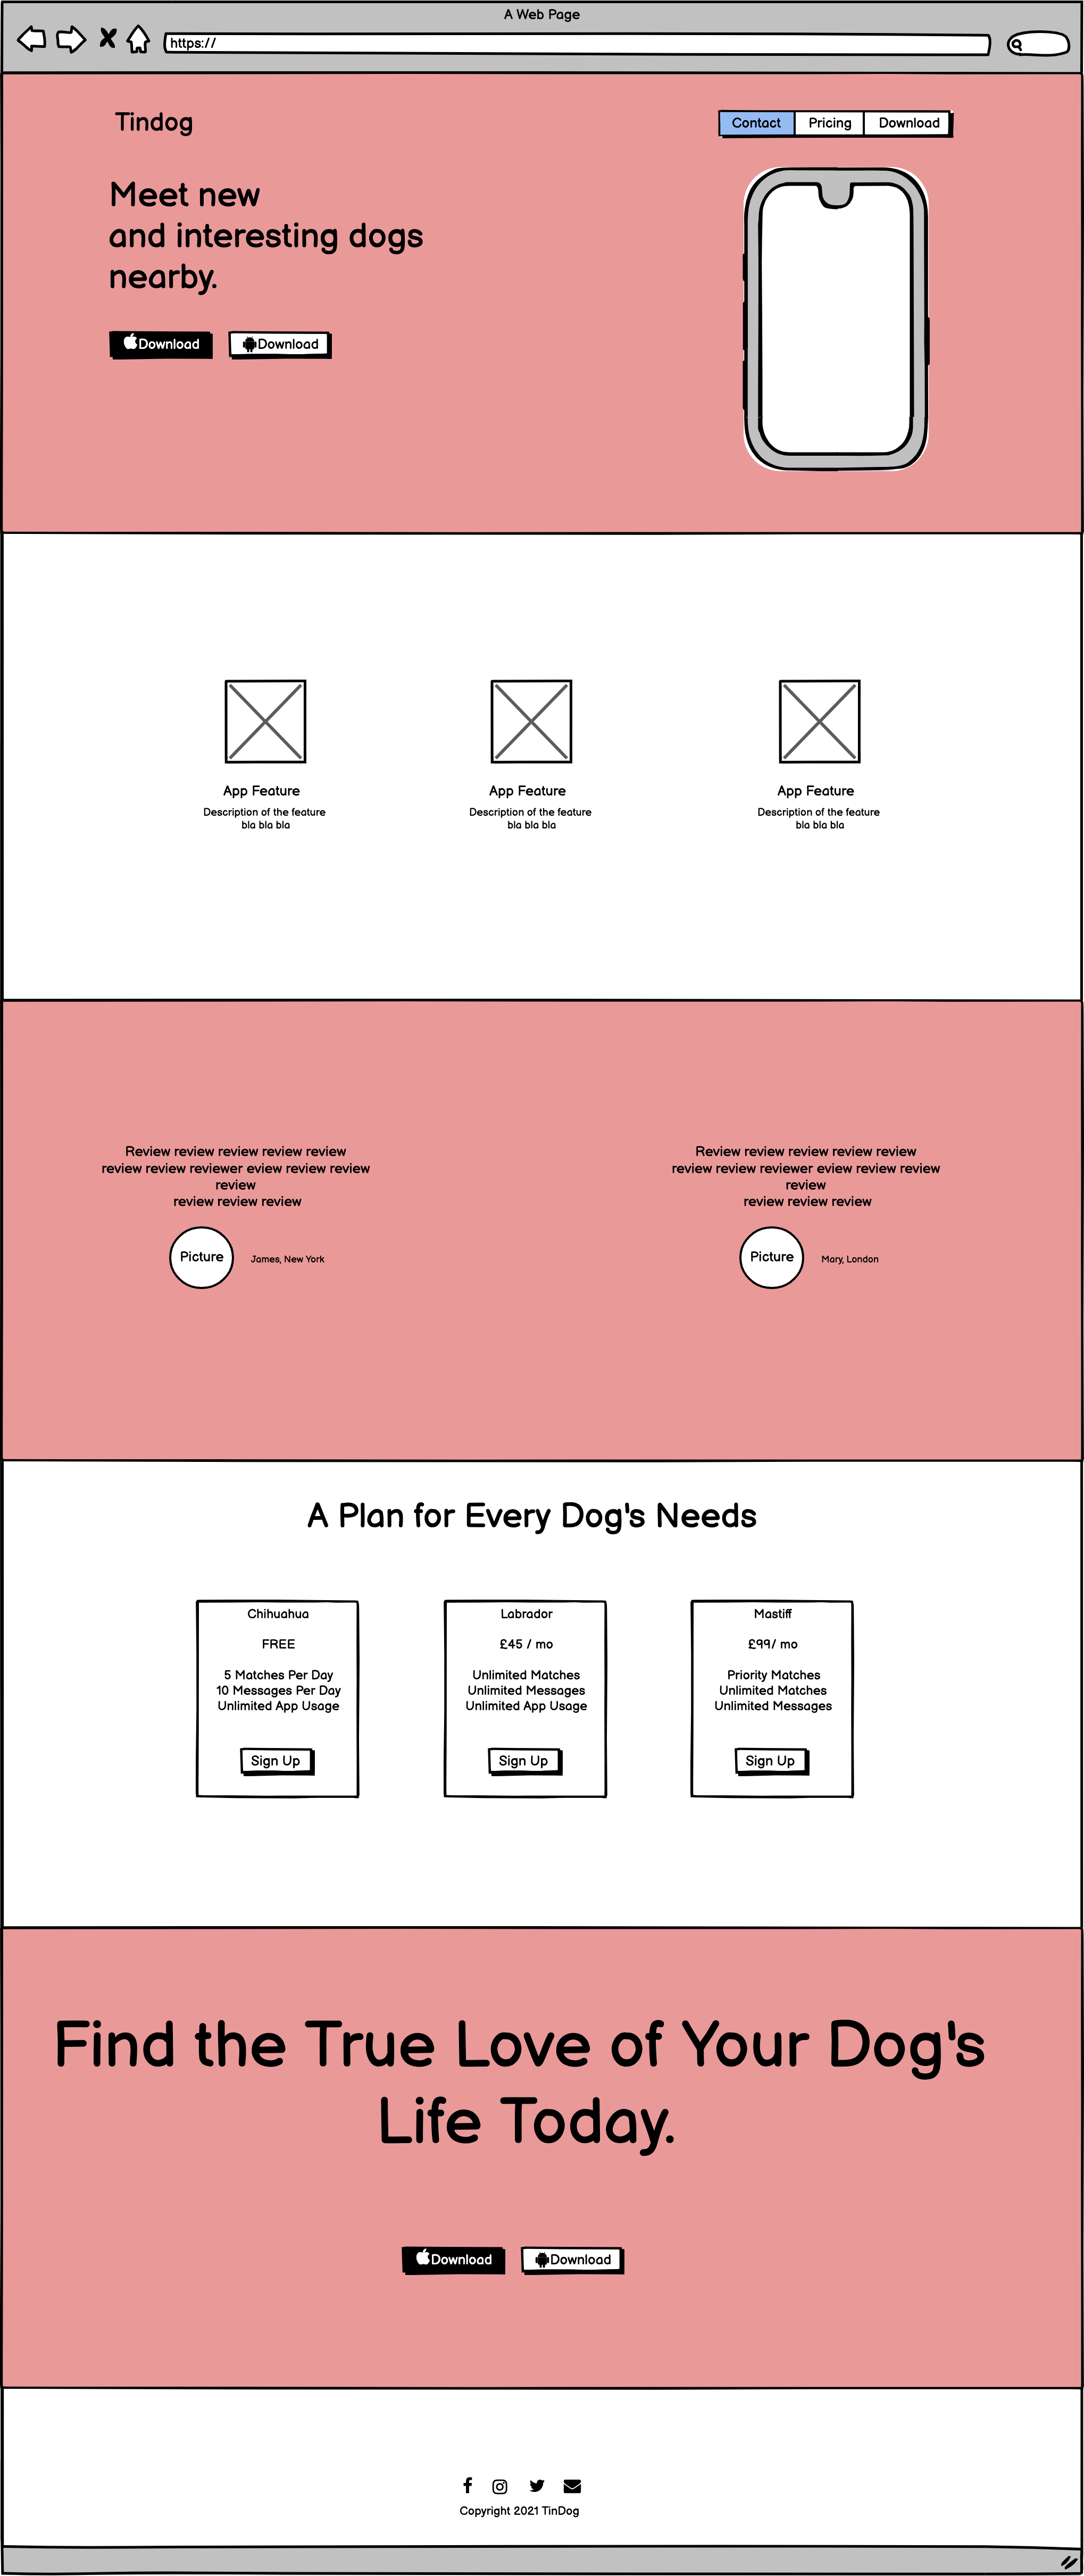 A Web Page
https://
Tindog
Contact Pricing Download
Meet new
and interesting dogs
nearby.
Download Download
App Feature App Feature App Feature
Description of the feature Description of the feature Description of the feature
bla bla bla bla bla bla bla bla bla
Review review review review review
review review reviewer eview review review
review
review review review
Picture James, New York
Review review review review review
review review reviewer eview review review
review
review review review
Picture Mary, London
A Plan for Every Dog's Needs
Chihuahua
FREE
5 Matches Per Day
10 Messages Per Day
Unlimited App Usage
Sign Up
Labrador
£45 / mo
Unlimited Matches
Unlimited Messages
Unlimited App Usage
Sign Up
Mastiff
£99/ mo
Priority Matches
Unlimited Matches
Unlimited Messages
Sign Up
Find the True Love of Your Dog's
Life Today.
Download Download
Copyright 2021 TinDog